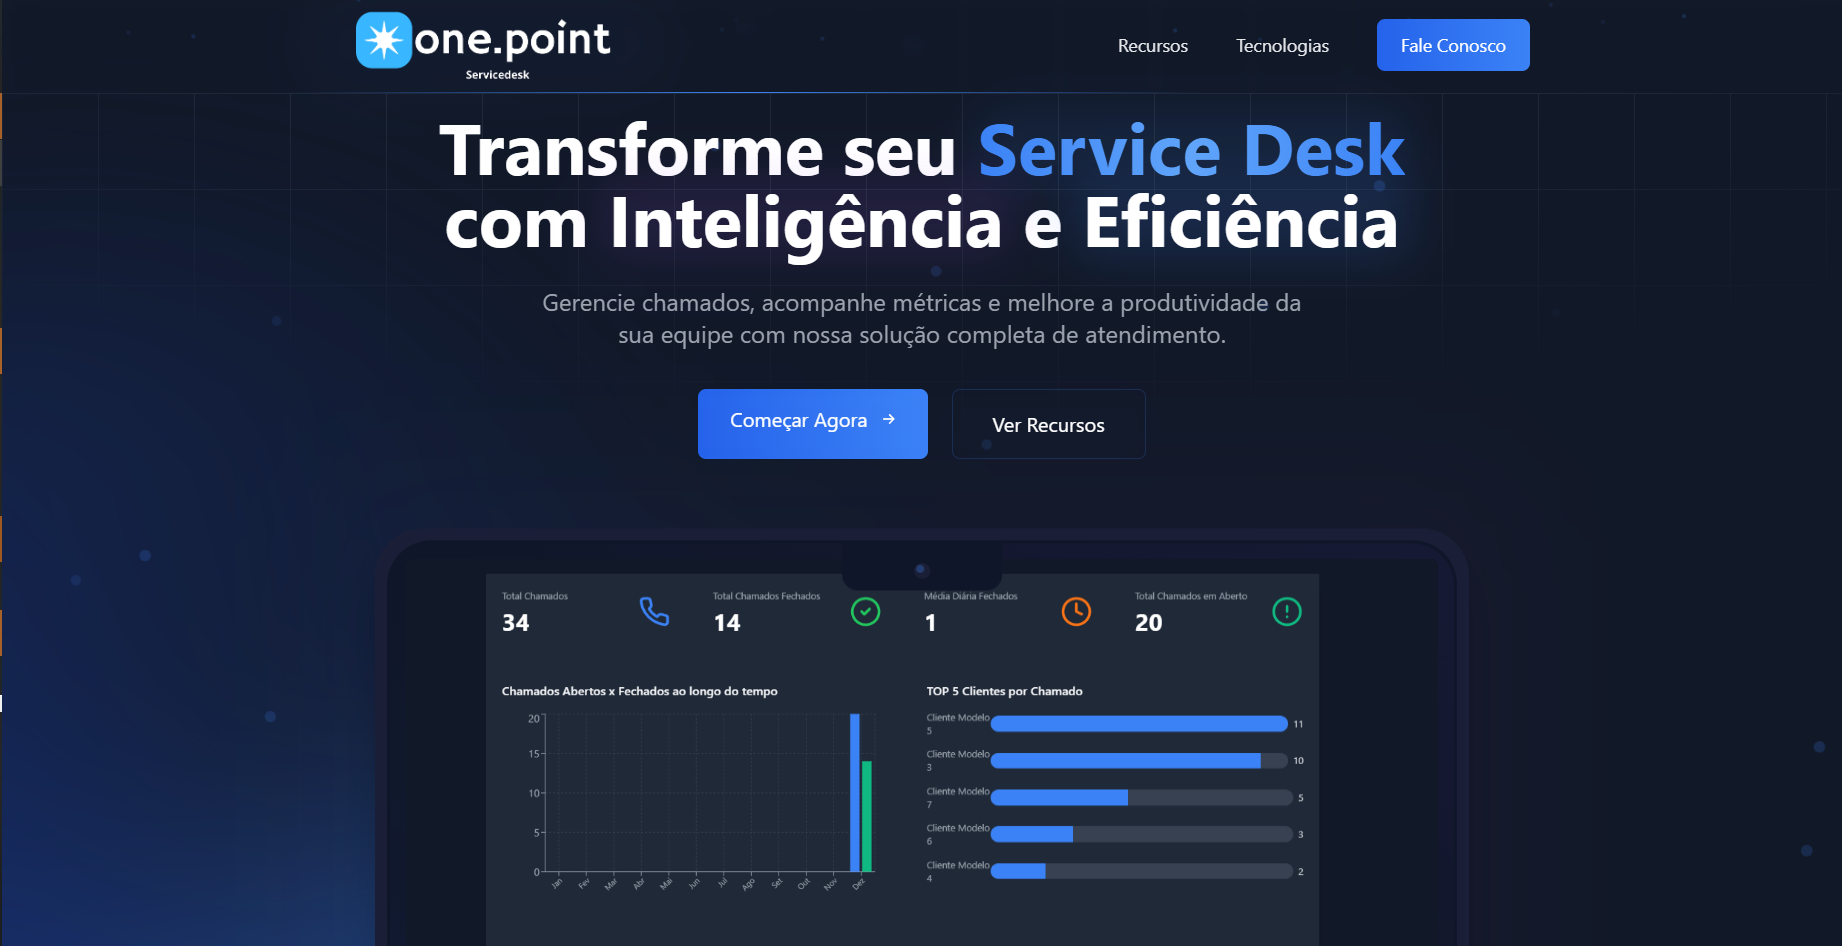 one.point
Servicedesk
Recursos
Tecnologias
Fale Conosco
Transforme seu Service Desk
com Inteligência e Eficiência
Gerencie chamados, acompanhe métricas e melhore a produtividade da
sua equipe com nossa solução completa de atendimento.
Começar Agora →
Ver Recursos
Total Chamados
34
Total Chamados Fechados
14
Média Diária Fechados
1
Total Chamados em Aberto
20
Chamados Abertos x Fechados ao longo do tempo
20
15
10
5
0
Jan
Fev
Mar
Abr
Mai
Jun
Jul
Ago
Set
Out
Nov
Dez
TOP 5 Clientes por Chamado
Cliente Modelo
5
11
Cliente Modelo
3
10
Cliente Modelo
7
5
Cliente Modelo
6
3
Cliente Modelo
4
2